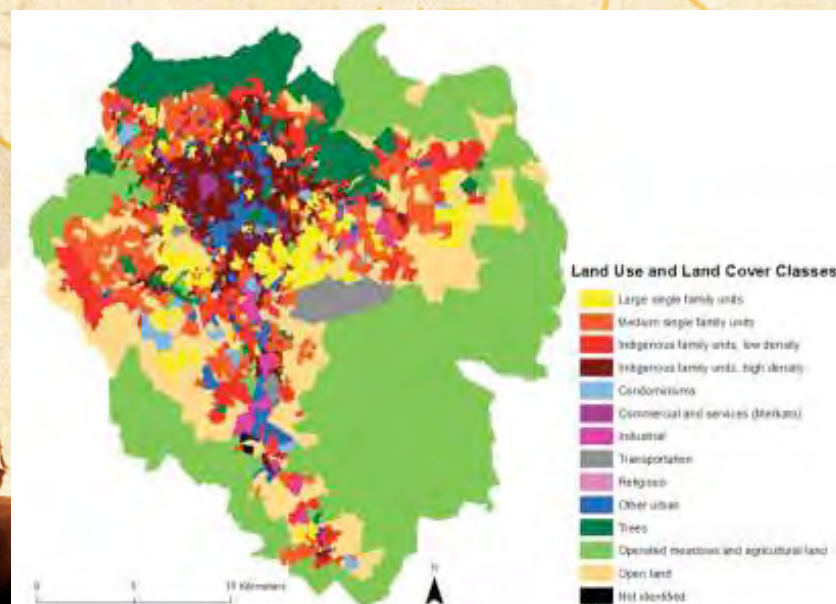 Land Use and Land Cover Classes
Large single family units
Medium single family units
Indigenous family units, low density
Indigenous family units, high density
Condominiums
Commercial and services (Merkato)
Industrial
Transportation
Religious
Other urban
Trees
Operated meadows and agricultural land
Open land
Not identified
N
0 5 10 Kilometers